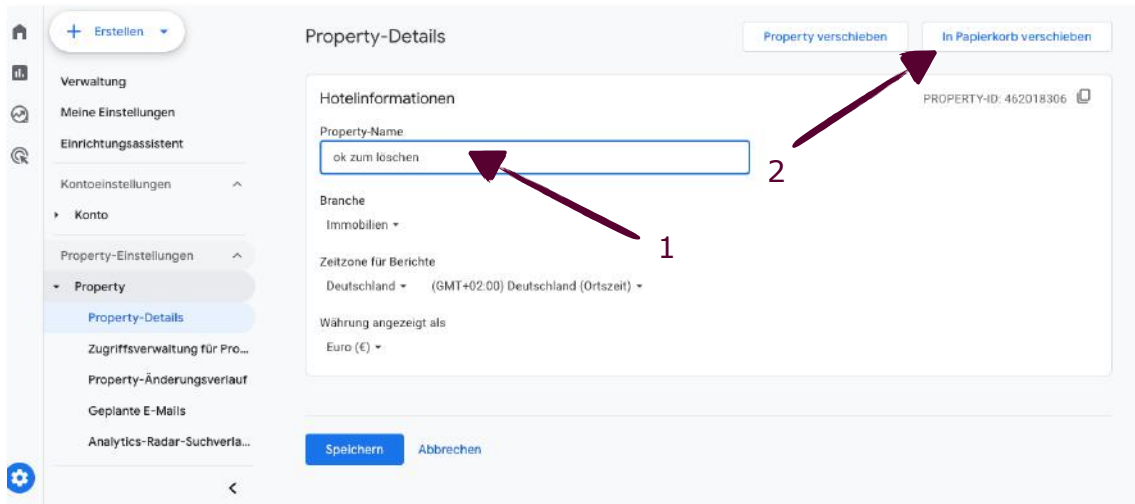 Erstellen
Verwaltung
Meine Einstellungen
Einrichtungsassistent
Kontoeinstellungen
Konto
Property-Einstellungen
Property
Property-Details
Zugriffsverwaltung für Pro...
Property-Änderungsverlauf
Geplante E-Mails
Analytics-Radar-Suchverla...
Property-Details
Property verschieben
In Papierkorb verschieben
Hotelinformationen
PROPERTY-ID: 462018306
Property-Name
ok zum löschen
2
Branche
Immobilien
1
Zeitzone für Berichte
Deutschland (GMT+02:00) Deutschland (Ortszeit)
Währung angezeigt als
Euro (€)
Speichern Abbrechen